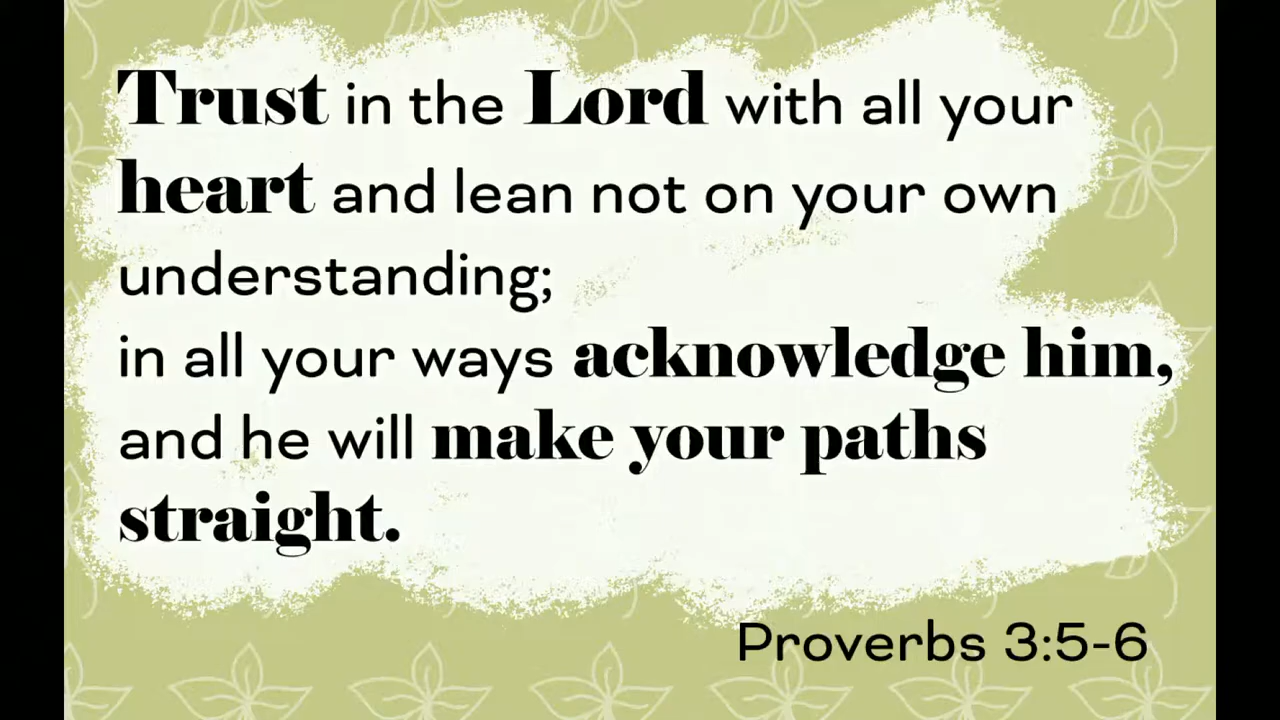 Trust in the Lord with all your
heart and lean not on your own
understanding;
in all your ways acknowledge him,
and he will make your paths
straight.
Proverbs 3:5-6